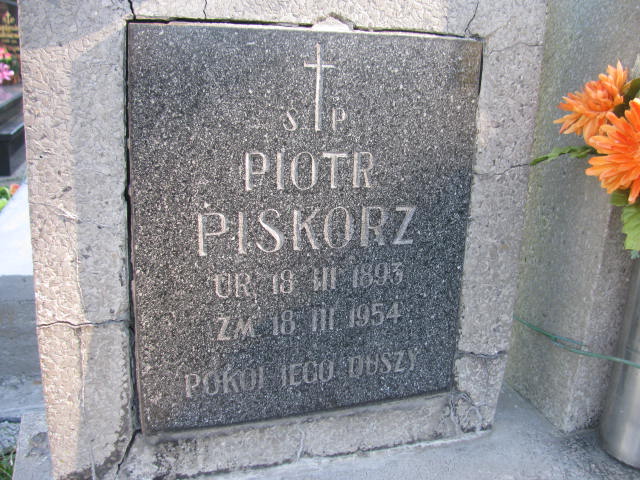 S P
PIOTR
PISKORZ
UR. 18 III 1893
ZM 18 III 1954
POKÓJ JEGO DUSZY